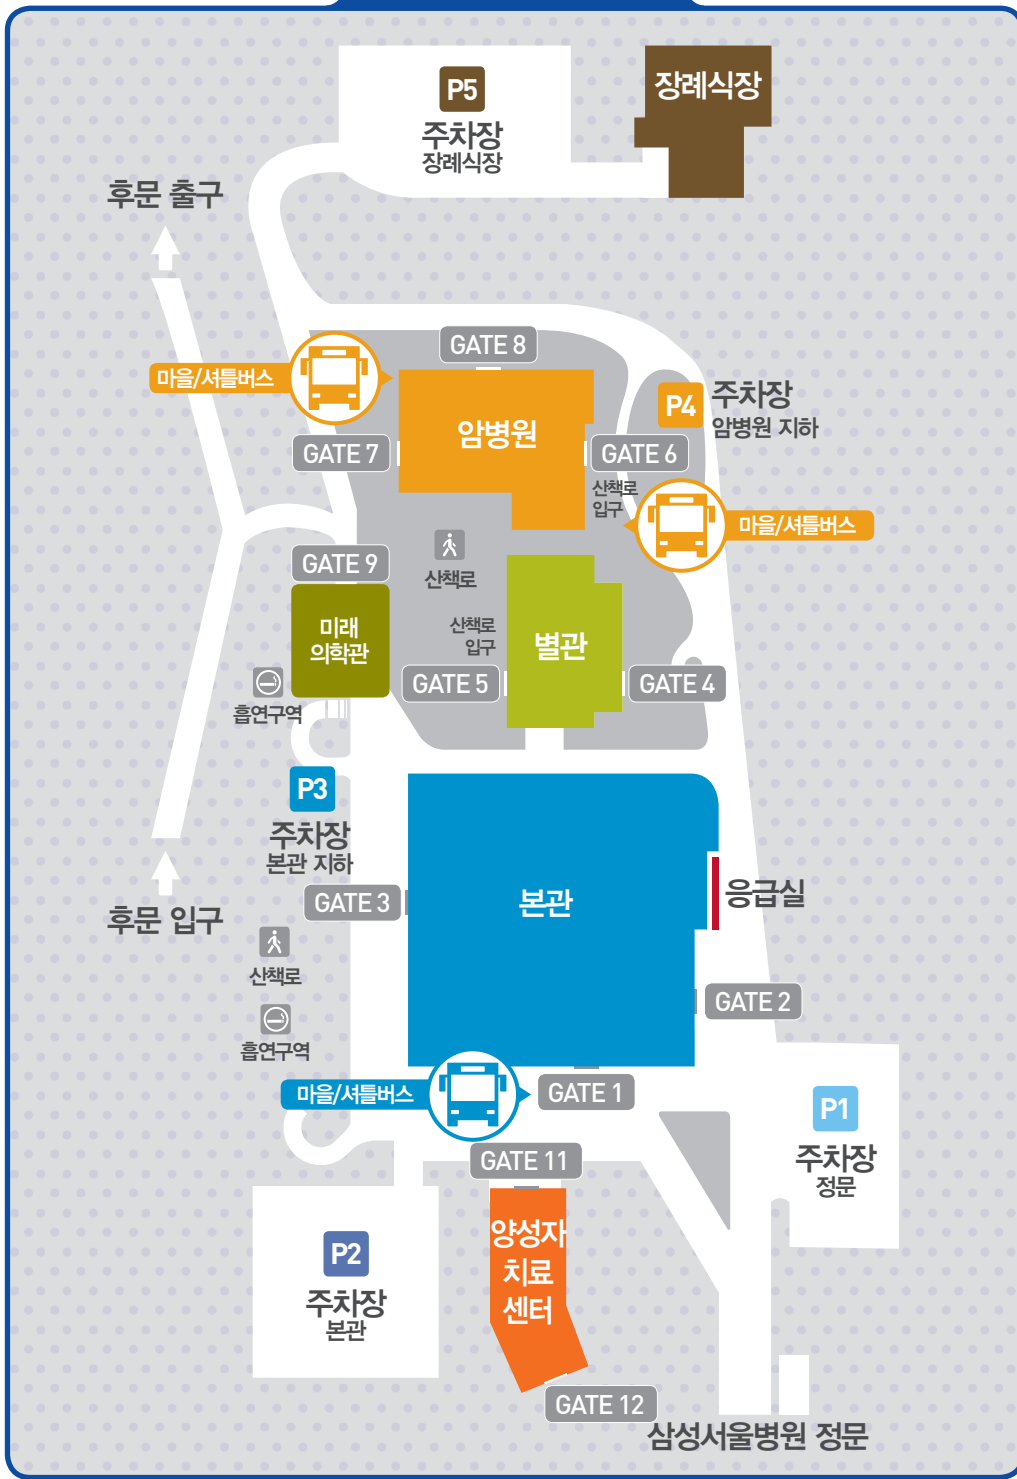 P5
주차장
장례식장
장례식장
후문 출구
GATE 8
마을/셔틀버스
P4
주차장
암병원 지하
암병원
GATE 7
GATE 6
산책로
입구
마을/셔틀버스
산책로
GATE 9
미래
의학관
산책로
입구
별관
GATE 5
GATE 4
흡연구역
P3
주차장
본관 지하
GATE 3
본관
응급실
후문 입구
산책로
GATE 2
흡연구역
마을/셔틀버스
GATE 1
P1
주차장
정문
GATE 11
양성자
치료
센터
P2
주차장
본관
GATE 12
삼성서울병원 정문